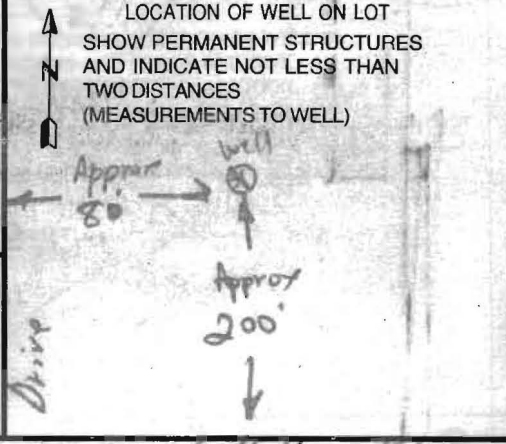 LOCATION OF WELL ON LOT
SHOW PERMANENT STRUCTURES
AND INDICATE NOT LESS THAN
TWO DISTANCES
(MEASUREMENTS TO WELL)
N
Well
Approx
80'
Approx
200'
Drive